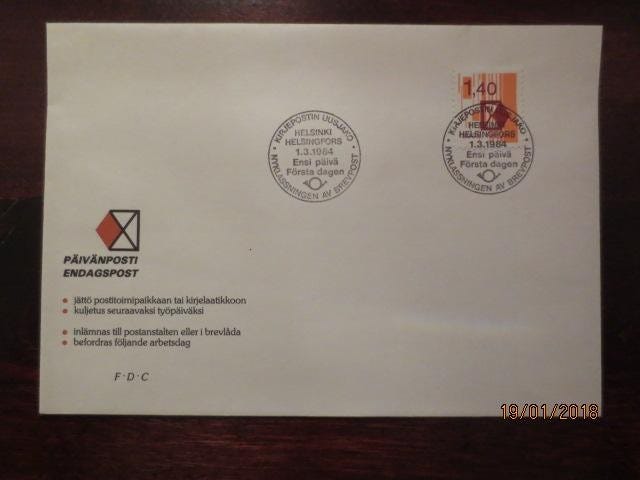 1,40
KIRJEPOSTIN UUSJAKO
HELSINKI
HELSINGFORS
1.3.1984
Ensi päivä
Första dagen
NYKLASSNINGEN AV BREVPOST
KIRJEPOSTIN UUSJAKO
HELSINKI
HELSINGFORS
1.3.1984
Ensi päivä
Första dagen
NYKLASSNINGEN AV BREVPOST
PÄIVÄNPOSTI
ENDAGSPOST
• jättö postitoimipaikkaan tai kirjelaatikkoon
• kuljetus seuraavaksi työpäiväksi
• inlämnas till postanstalten eller i brevlåda
• befordras följande arbetsdag
F·D·C
19/01/2018